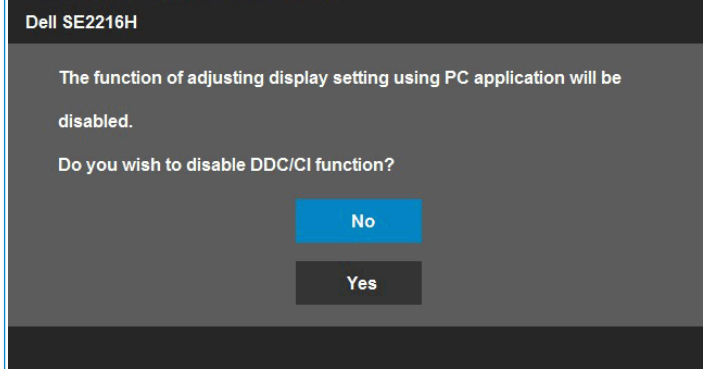 Dell SE2216H
The function of adjusting display setting using PC application will be
disabled.
Do you wish to disable DDC/CI function?
No
Yes